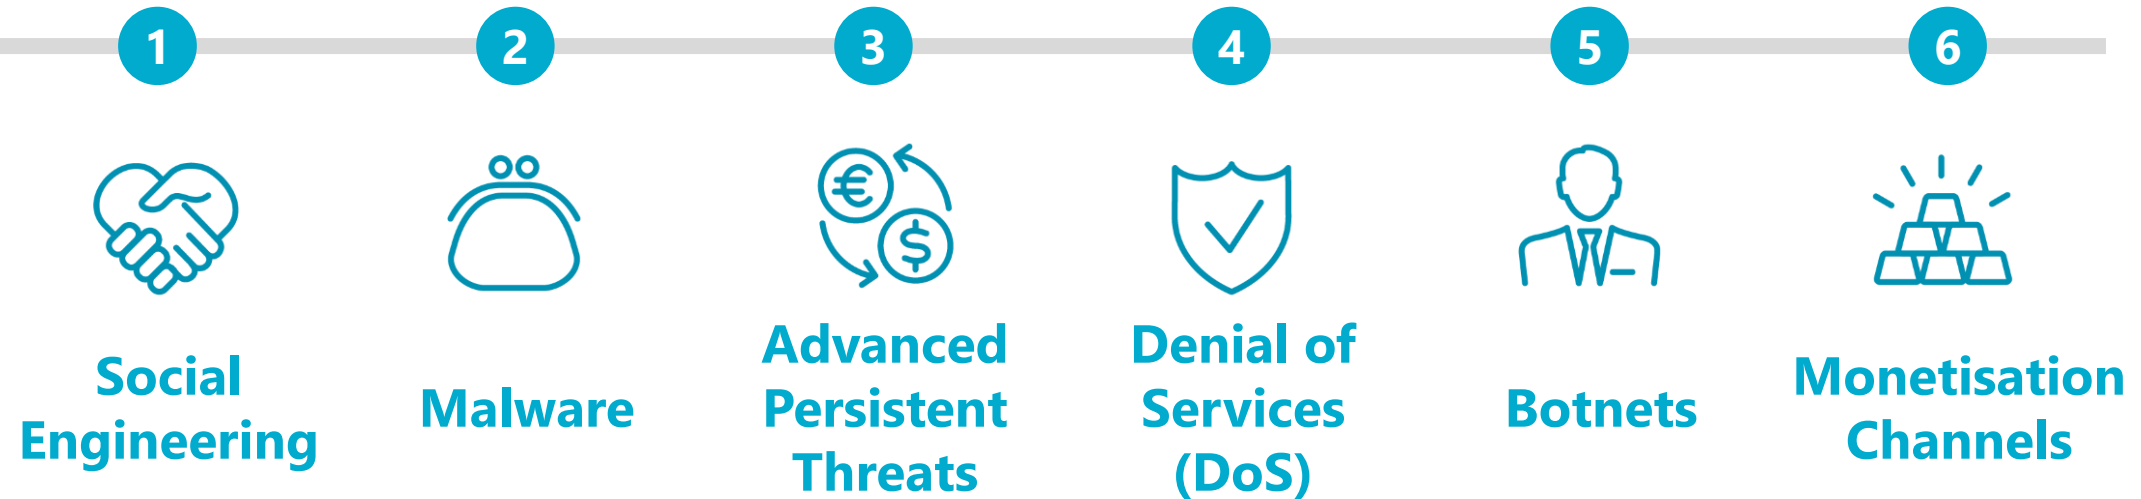 1
2
3
4
5
6
€
$
Social
Engineering
Malware
Advanced
Persistent
Threats
Denial of
Services
(DoS)
Botnets
Monetisation
Channels